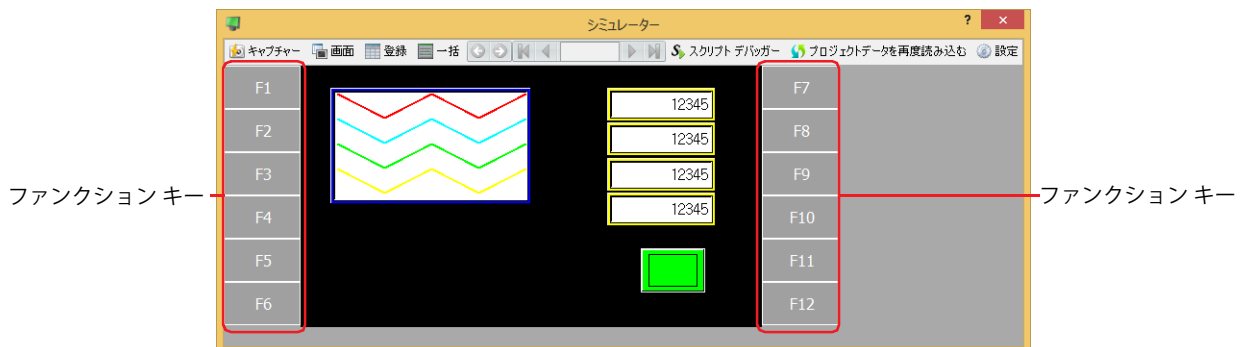 シミュレーター
? ×
キャプチャー 画面 登録 一括 スクリプト デバッガー プロジェクトデータを再度読み込む 設定
F1
F2
F3
F4
F5
F6
12345
12345
12345
12345
F7
F8
F9
F10
F11
F12
ファンクション キー
ファンクション キー